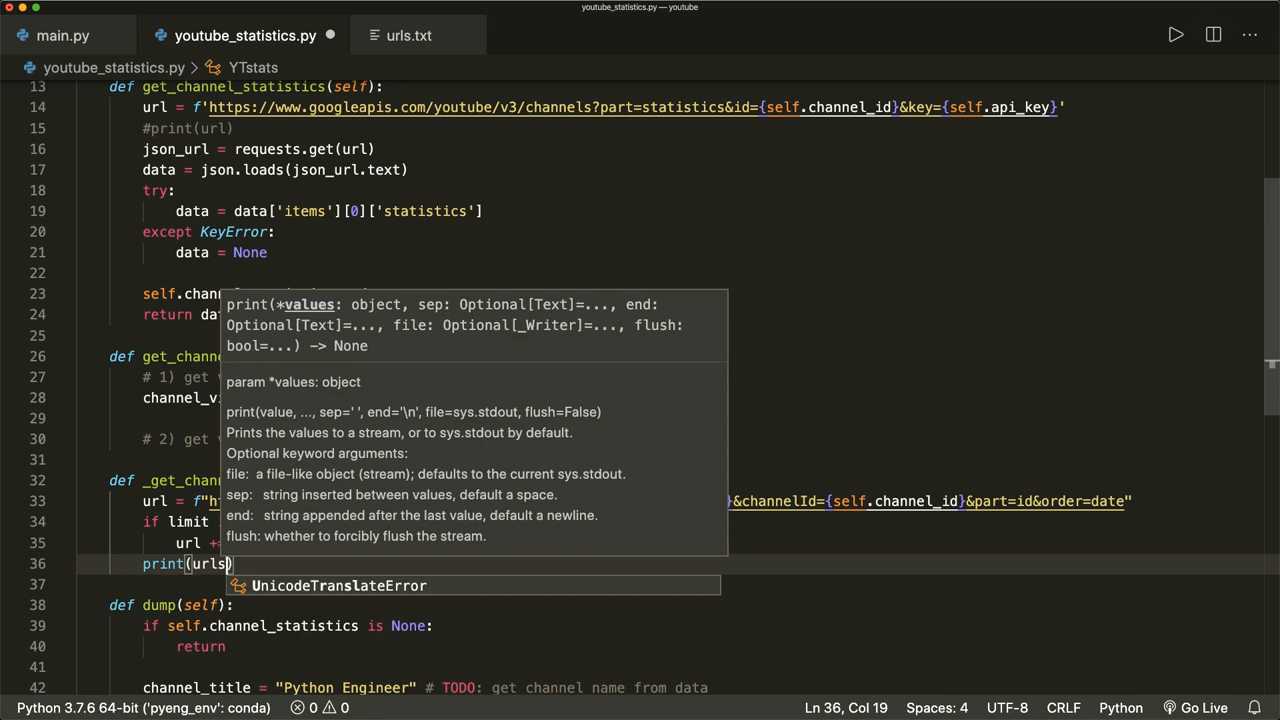 youtube_statistics.py — youtube
main.py
youtube_statistics.py
urls.txt
youtube_statistics.py > YTstats
13 def get_channel_statistics(self):
14 url = f'https://www.googleapis.com/youtube/v3/channels?part=statistics&id={self.channel_id}&key={self.api_key}'
15 #print(url)
16 json_url = requests.get(url)
17 data = json.loads(json_url.text)
18 try:
19 data = data['items'][0]['statistics']
20 except KeyError:
21 data = None
22
23 self.chan
24 return da
25
26 def get_chann
27 # 1) get v
28 channel_vi
29
30 # 2) get v
31
32 def _get_chann
33 url = f"h &channelId={self.channel_id}&part=id&order=date"
34 if limit
35 url +=
36 print(urls)
37
38 def dump(self):
39 if self.channel_statistics is None:
40 return
41
42 channel_title = "Python Engineer" # TODO: get channel name from data
print(*values: object, sep: Optional[Text]=..., end:
Optional[Text]=..., file: Optional[_Writer]=..., flush:
bool=...) -> None
param *values: object
print(value, ..., sep=' ', end='\n', file=sys.stdout, flush=False)
Prints the values to a stream, or to sys.stdout by default.
Optional keyword arguments:
file: a file-like object (stream); defaults to the current sys.stdout.
sep: string inserted between values, default a space.
end: string appended after the last value, default a newline.
flush: whether to forcibly flush the stream.
UnicodeTranslateError
Python 3.7.6 64-bit ('pyeng_env': conda) 0 0 Ln 36, Col 19 Spaces: 4 UTF-8 CRLF Python Go Live